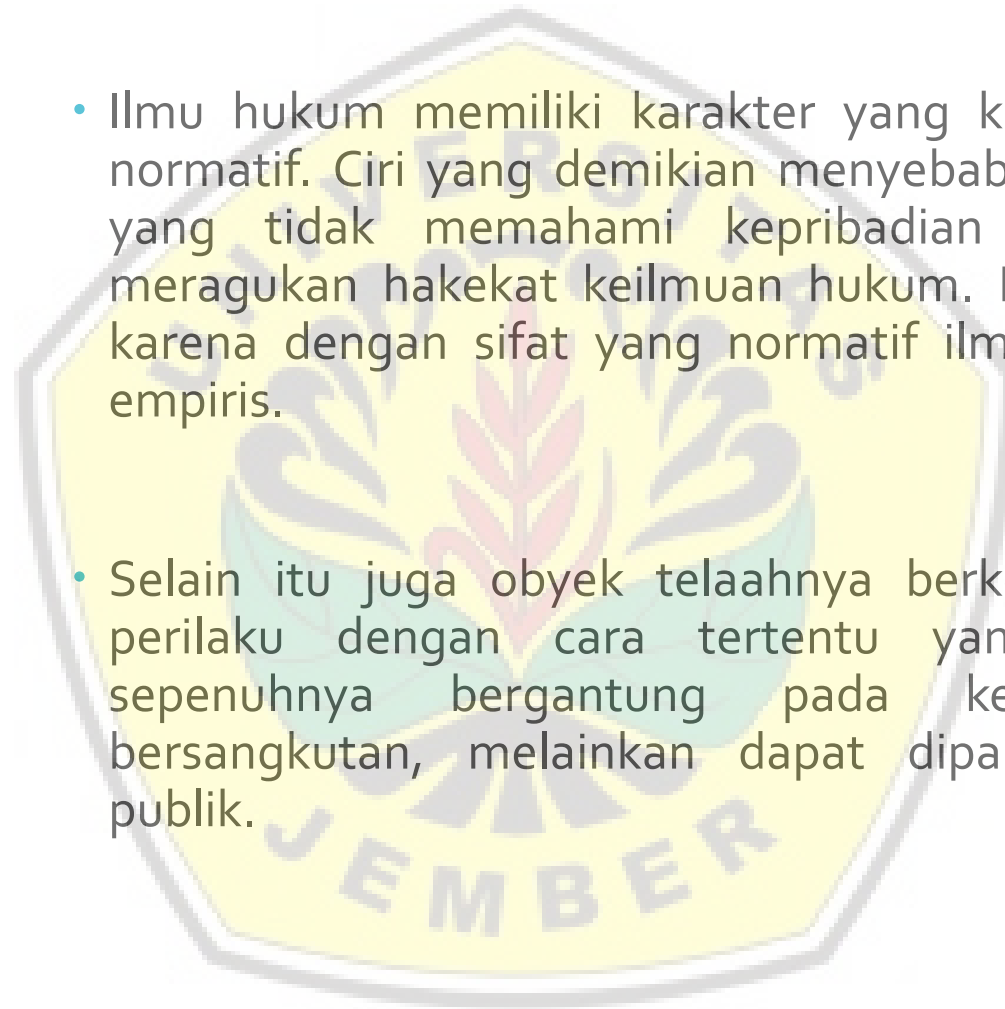 • Ilmu hukum memiliki karakter yang k
normatif. Ciri yang demikian menyebab
yang tidak memahami kepribadian
meragukan hakekat keilmuan hukum.
karena dengan sifat yang normatif ilm
empiris.
• Selain itu juga obyek telaahnya berk
perilaku dengan cara tertentu yan
sepenuhnya bergantung pada ke
bersangkutan, melainkan dapat dipa
publik.
UNIVERSITAS
JEMBER